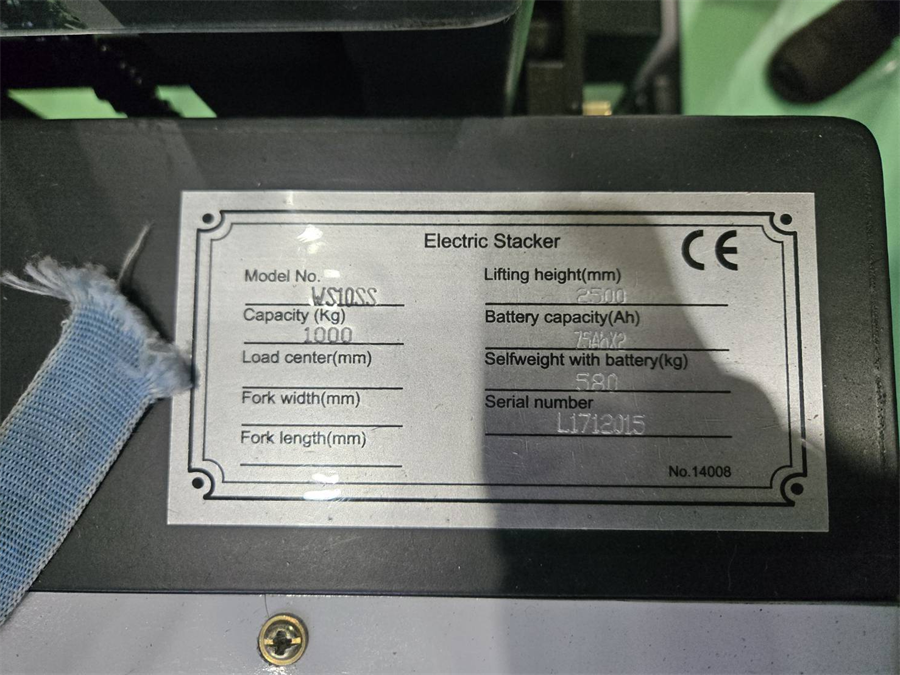 Electric Stacker
CE
Model No. WS10SS
Capacity (Kg) 1000
Load center(mm)
Fork width(mm)
Fork length(mm)
Lifting height(mm) 2500
Battery capacity(Ah) 75AhX2
Selfweight with battery(kg) 580
Serial number L1712015
No.14008